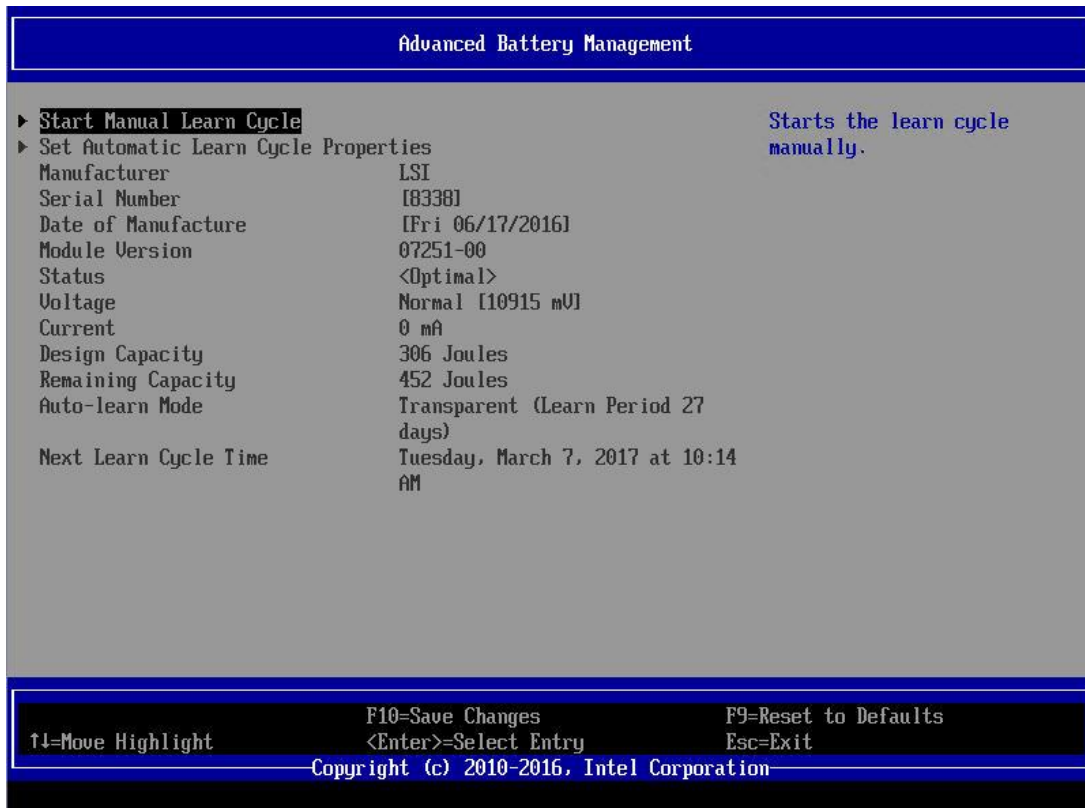 Advanced Battery Management
Start Manual Learn Cycle
Starts the learn cycle
manually.
Set Automatic Learn Cycle Properties
Manufacturer LSI
Serial Number [8338]
Date of Manufacture [Fri 06/17/2016]
Module Version 07251-00
Status <Optimal>
Voltage Normal [10915 mV]
Current 0 mA
Design Capacity 306 Joules
Remaining Capacity 452 Joules
Auto-learn Mode Transparent (Learn Period 27
days)
Next Learn Cycle Time Tuesday, March 7, 2017 at 10:14
AM
F10=Save Changes F9=Reset to Defaults
↑↓=Move Highlight <Enter>=Select Entry Esc=Exit
Copyright (c) 2010-2016, Intel Corporation